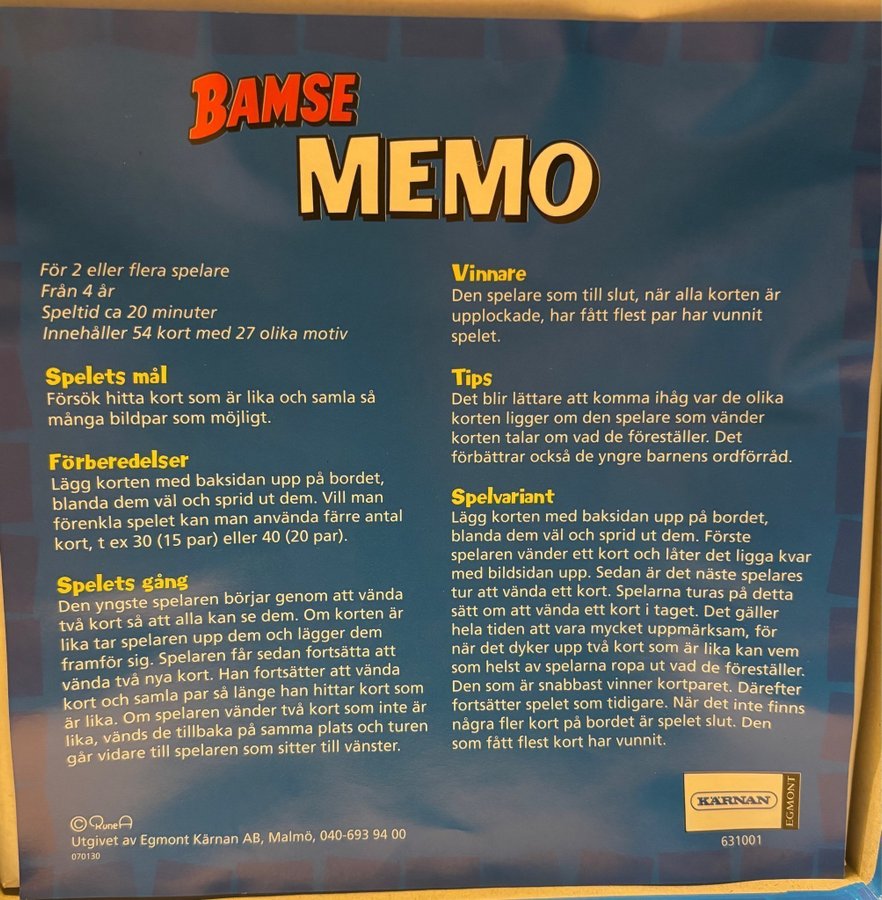 BAMSE
MEMO
För 2 eller flera spelare
Från 4 år
Speltid ca 20 minuter
Innehåller 54 kort med 27 olika motiv
Spelets mål
Försök hitta kort som är lika och samla så
många bildpar som möjligt.
Förberedelser
Lägg korten med baksidan upp på bordet,
blanda dem väl och sprid ut dem. Vill man
förenkla spelet kan man använda färre antal
kort, t ex 30 (15 par) eller 40 (20 par).
Spelets gång
Den yngste spelaren börjar genom att vända
två kort så att alla kan se dem. Om korten är
lika tar spelaren upp dem och lägger dem
framför sig. Spelaren får sedan fortsätta att
vända två nya kort. Han fortsätter att vända
kort och samla par så länge han hittar kort som
är lika. Om spelaren vänder två kort som inte är
lika, vänds de tillbaka på samma plats och turen
går vidare till spelaren som sitter till vänster.
Vinnare
Den spelare som till slut, när alla korten är
upplockade, har fått flest par har vunnit
spelet.
Tips
Det blir lättare att komma ihåg var de olika
korten ligger om den spelare som vänder
korten talar om vad de föreställer. Det
förbättrar också de yngre barnens ordförråd.
Spelvariant
Lägg korten med baksidan upp på bordet,
blanda dem väl och sprid ut dem. Förste
spelaren vänder ett kort och låter det ligga kvar
med bildsidan upp. Sedan är det näste spelares
tur att vända ett kort. Spelarna turas på detta
sätt om att vända ett kort i taget. Det gäller
hela tiden att vara mycket uppmärksam, för
när det dyker upp två kort som är lika kan vem
som helst av spelarna ropa ut vad de föreställer.
Den som är snabbast vinner kortparet. Därefter
fortsätter spelet som tidigare. När det inte finns
några fler kort på bordet är spelet slut. Den
som fått flest kort har vunnit.
© Rune A
Utgivet av Egmont Kärnan AB, Malmö, 040-693 94 00
070130
KÄRNAN
EGMONT
631001